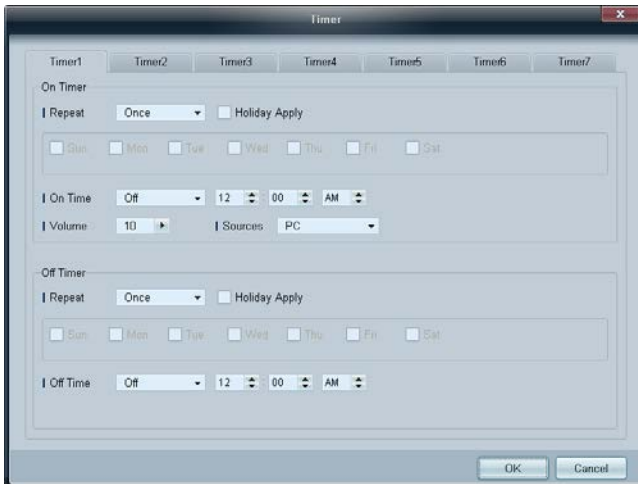 Timer
Timer1 Timer2 Timer3 Timer4 Timer5 Timer6 Timer7
On Timer
Repeat Once Holiday Apply
Sun Mon Tue Wed Thu Fri Sat
On Time Off 12 : 00 AM
Volume 10 Sources PC
Off Timer
Repeat Once Holiday Apply
Sun Mon Tue Wed Thu Fri Sat
Off Time Off 12 : 00 AM
OK Cancel